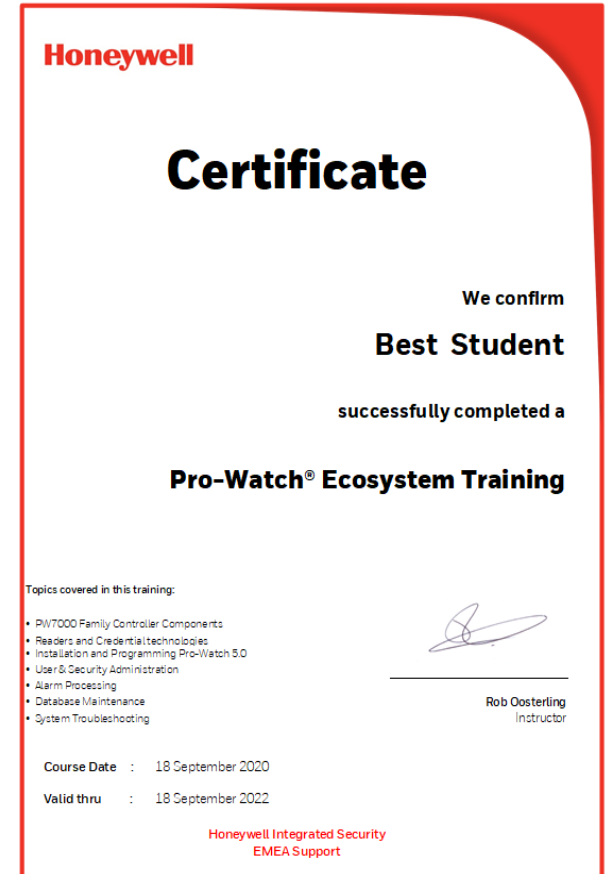 Honeywell
Certificate
We confirm
Best Student
successfully completed a
Pro-Watch® Ecosystem Training
Topics covered in this training:
• PW7000 Family Controller Components
• Readers and Credential technologies
• Installation and Programming Pro-Watch 5.0
• User & Security Administration
• Alarm Processing
• Database Maintenance
• System Troubleshooting
Rob Oosterling
Instructor
Course Date : 18 September 2020
Valid thru : 18 September 2022
Honeywell Integrated Security
EMEA Support